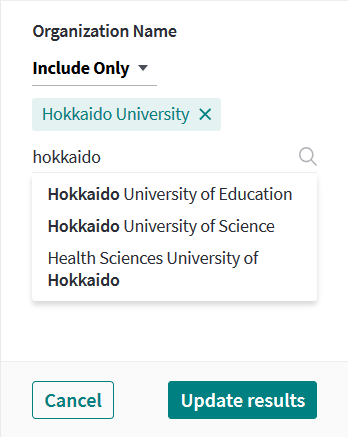 Organization Name
Include Only
Hokkaido University
hokkaido
Hokkaido University of Education
Hokkaido University of Science
Health Sciences University of
Hokkaido
Cancel
Update results